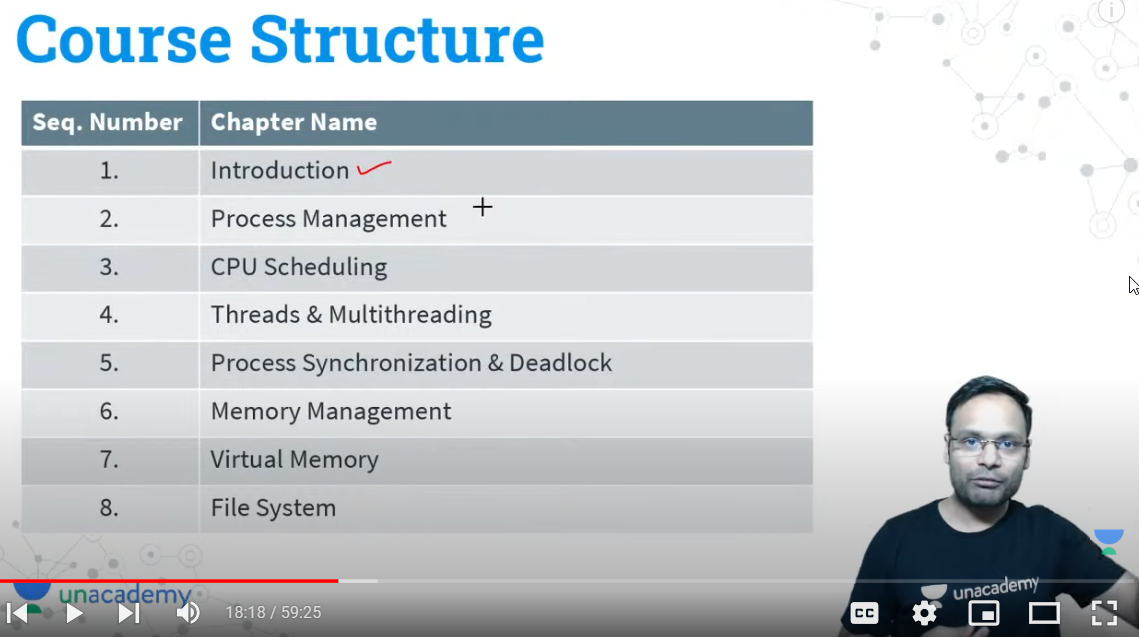 Course Structure
Seq. Number Chapter Name
1. Introduction
2. Process Management
3. CPU Scheduling
4. Threads & Multithreading
5. Process Synchronization & Deadlock
6. Memory Management
7. Virtual Memory
8. File System
unacademy
unacademy
18:18 / 59:25
CC